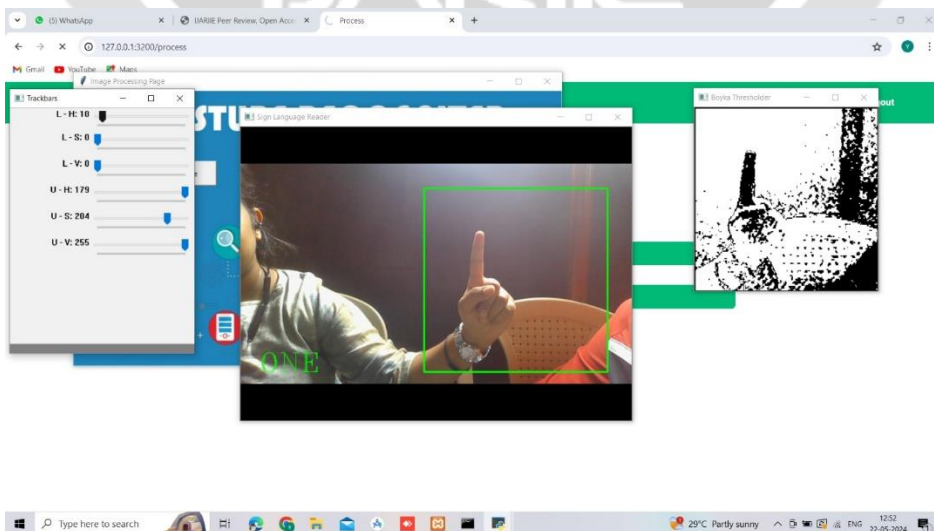 (5) WhatsApp
IJARIIE Peer Review, Open Acce
Process
127.0.0.1:3200/process
Gmail
YouTube
Maps
Image Processing Page
Trackbars
L - H: 10
L - S: 0
L - V: 0
U - H: 179
U - S: 204
U - V: 255
Sign Language Reader
ONE
Boyka Thresholder
out
Type here to search
29°C Partly sunny
ENG
12:52
22-05-2024